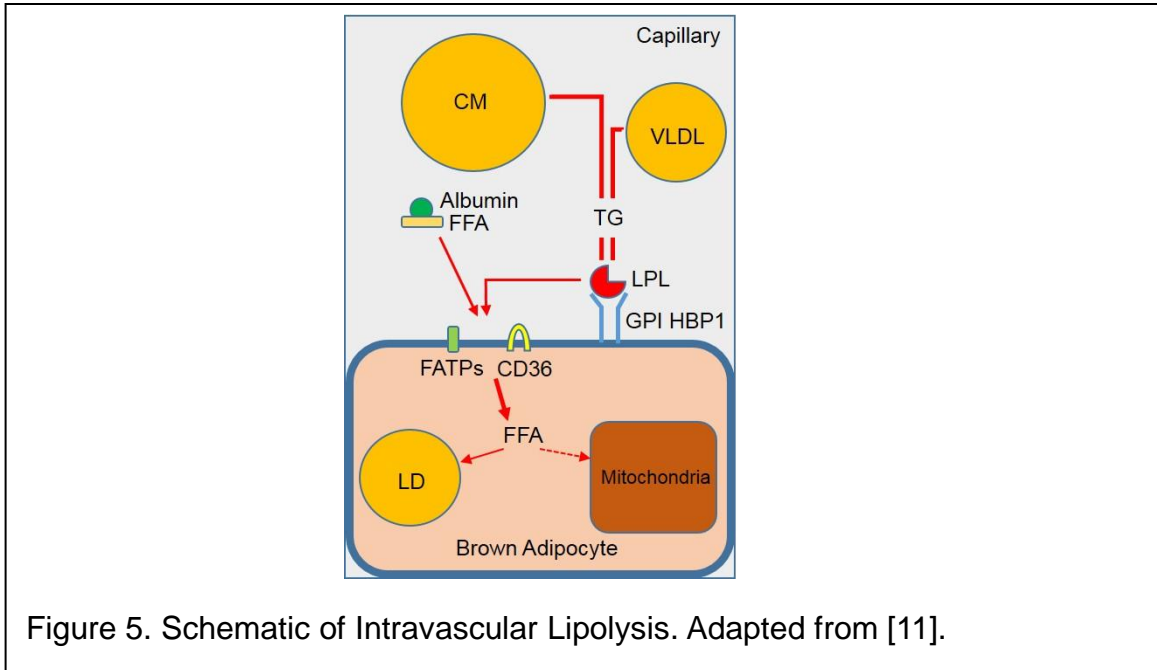 Capillary
CM
VLDL
Albumin
FFA
TG
LPL
GPI HBP1
FATPs CD36
FFA
LD
Mitochondria
Brown Adipocyte
Figure 5. Schematic of Intravascular Lipolysis. Adapted from [11].